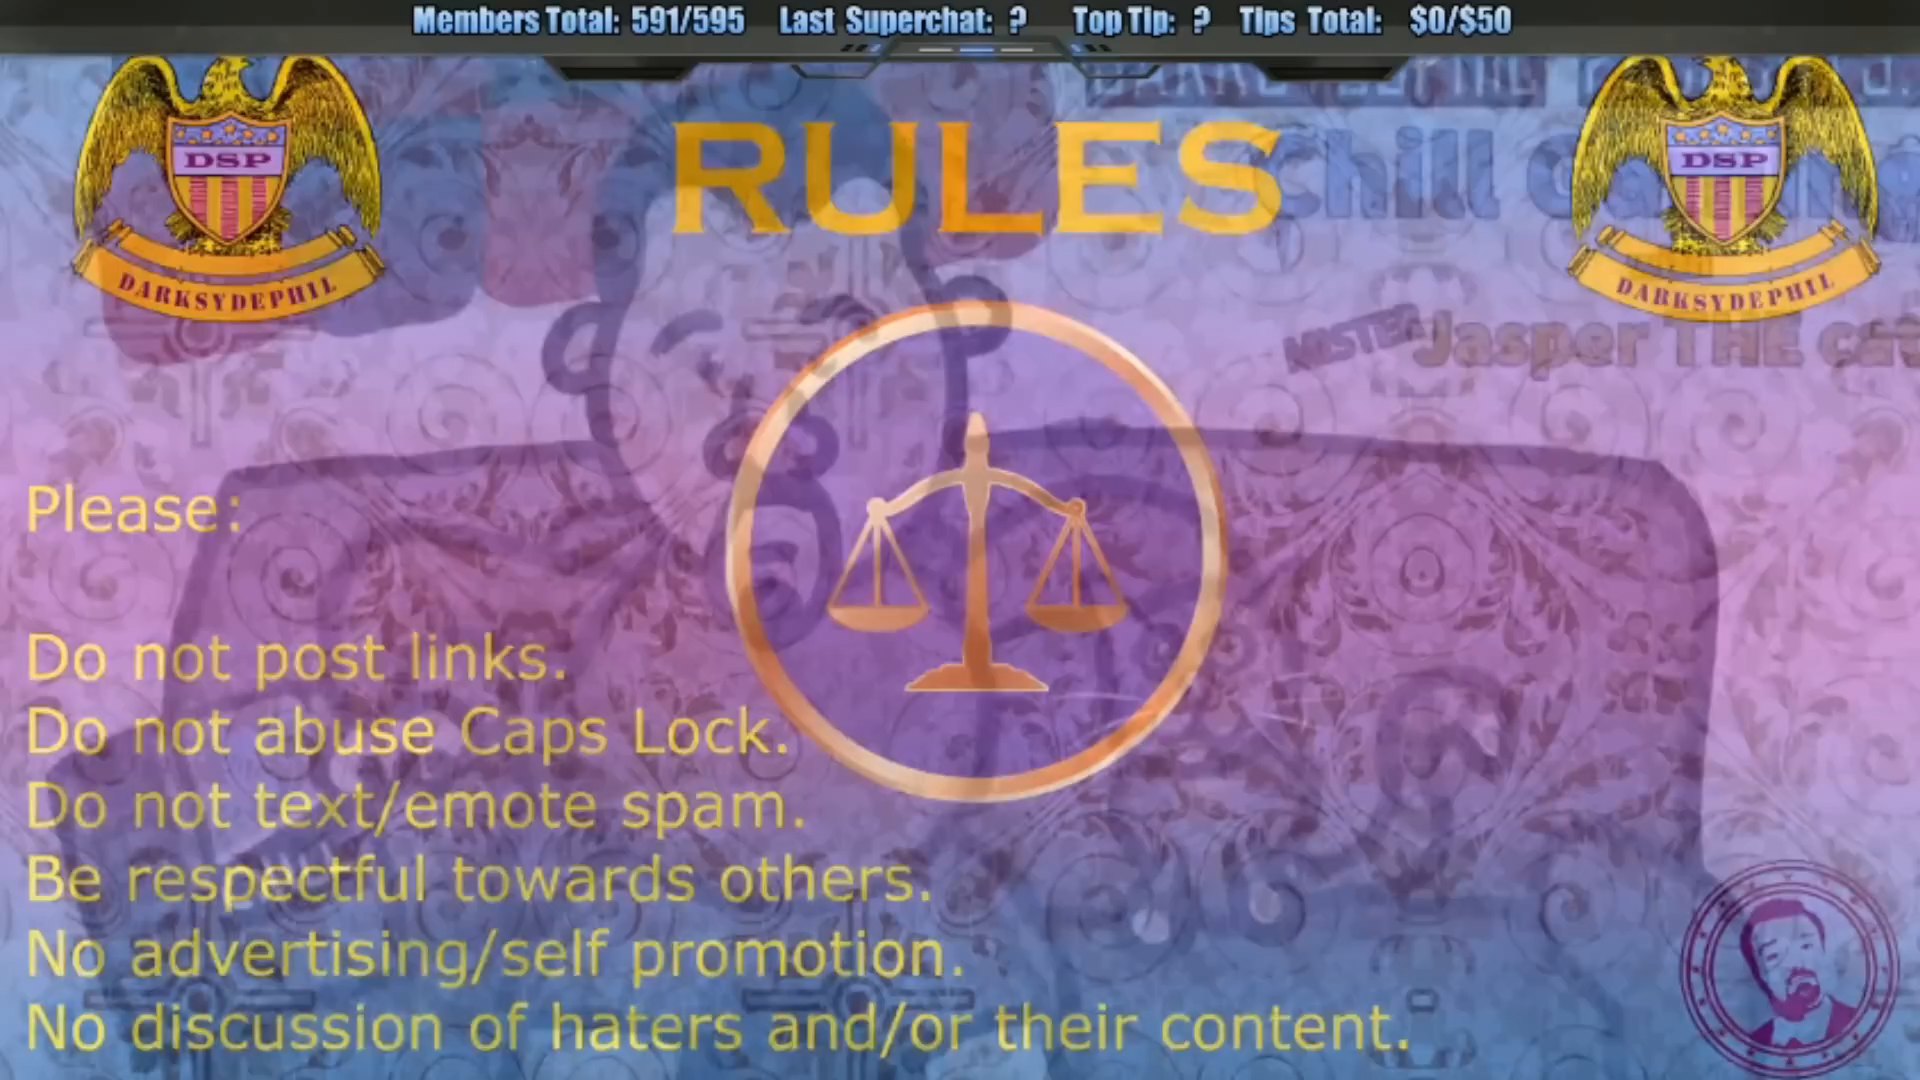 Members Total: 591/595 Last Superchat: ? Top Tip: ? Tips Total: $0/$50
DSP
DARKSYDEPHIL
RULES
DSP
DARKSYDEPHIL
Chill
MISTER Jasper THE cat
Please:
Do not post links.
Do not abuse Caps Lock.
Do not text/emote spam.
Be respectful towards others.
No advertising/self promotion.
No discussion of haters and/or their content.